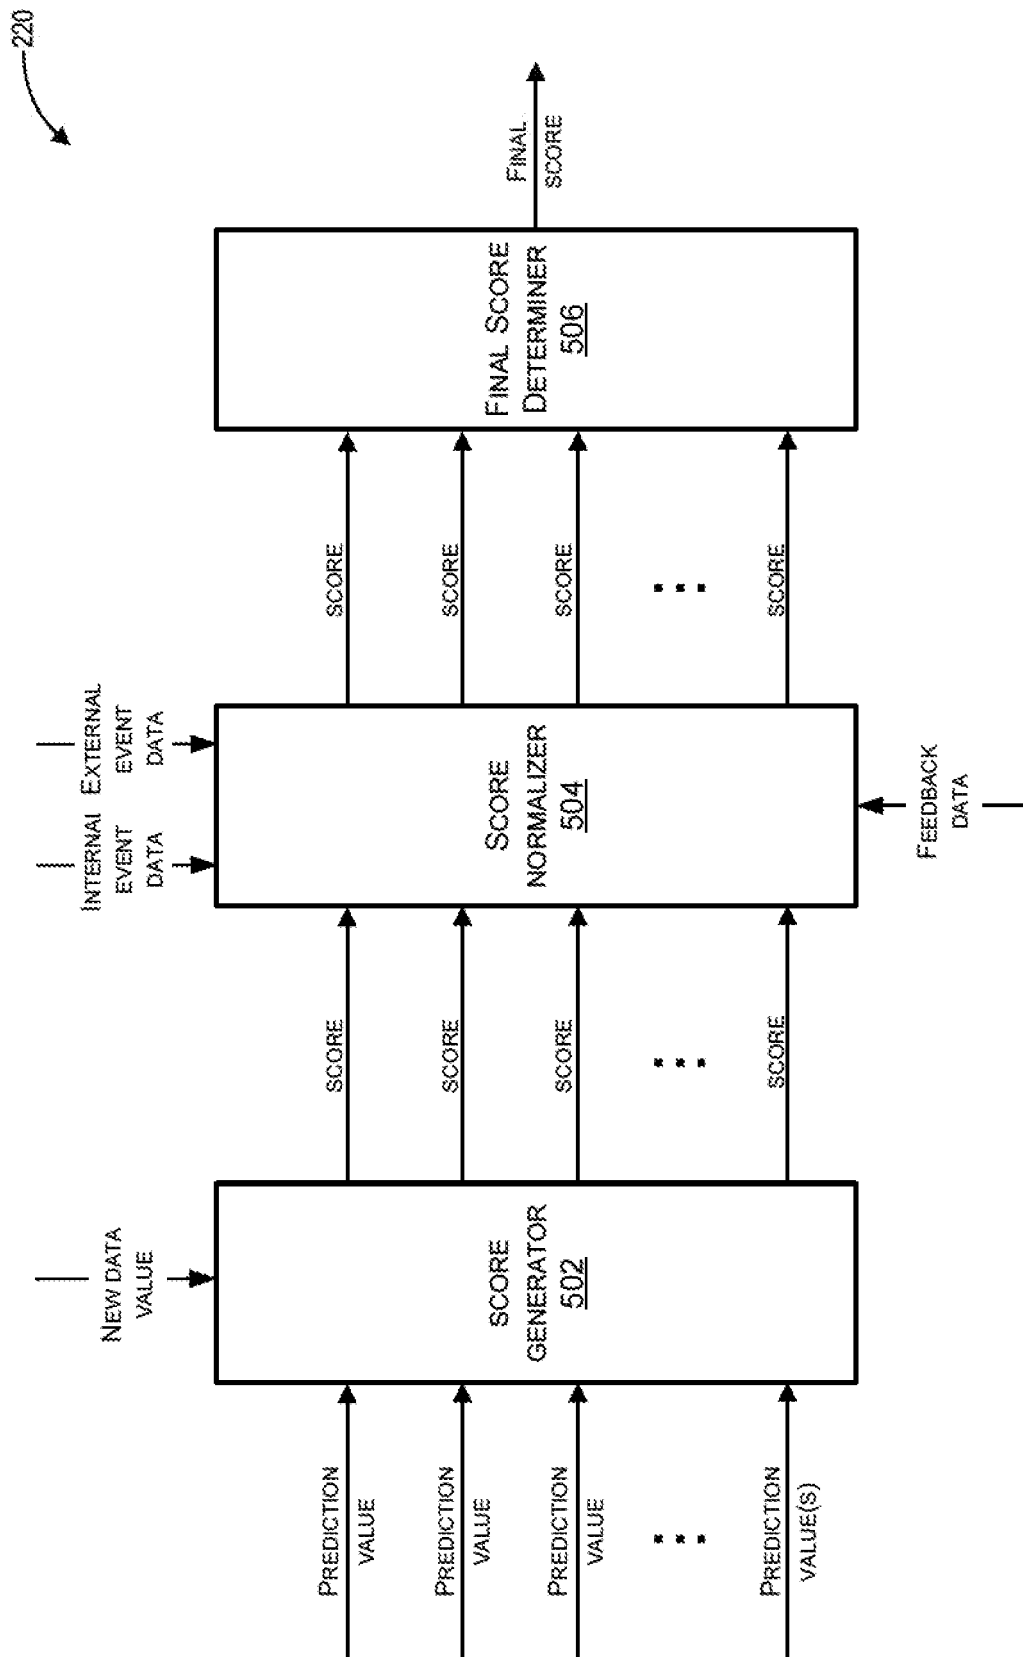 220
NEW DATA
VALUE
INTERNAL
EVENT
DATA
EXTERNAL
EVENT
DATA
PREDICTION
VALUE
PREDICTION
VALUE
PREDICTION
VALUE
...
PREDICTION
VALUE(S)
SCORE
GENERATOR
502
SCORE
SCORE
SCORE
...
SCORE
SCORE
NORMALIZER
504
FEEDBACK
DATA
SCORE
SCORE
SCORE
...
SCORE
FINAL SCORE
DETERMINER
506
FINAL
SCORE